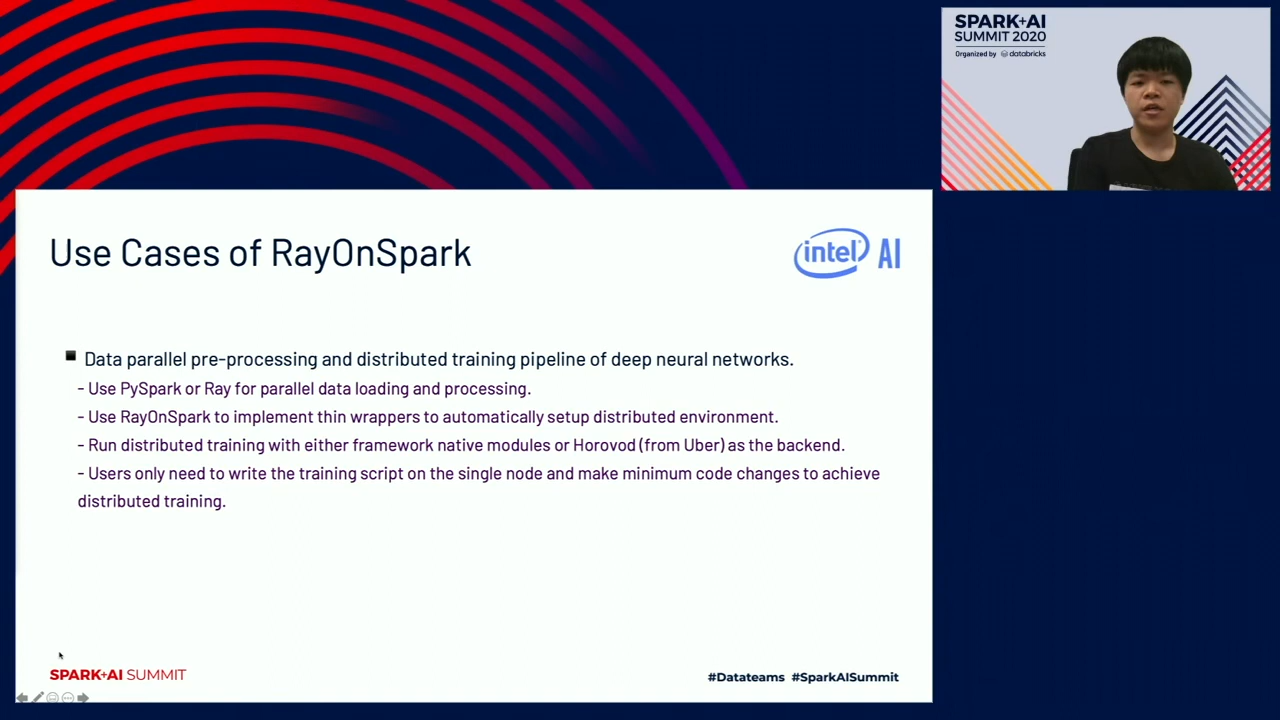 SPARK+AI
SUMMIT 2020
Organized by databricks
Use Cases of RayOnSpark
intel AI
Data parallel pre-processing and distributed training pipeline of deep neural networks.
- Use PySpark or Ray for parallel data loading and processing.
- Use RayOnSpark to implement thin wrappers to automatically setup distributed environment.
- Run distributed training with either framework native modules or Horovod (from Uber) as the backend.
- Users only need to write the training script on the single node and make minimum code changes to achieve
distributed training.
SPARK+AI SUMMIT
#Datateams #SparkAISummit